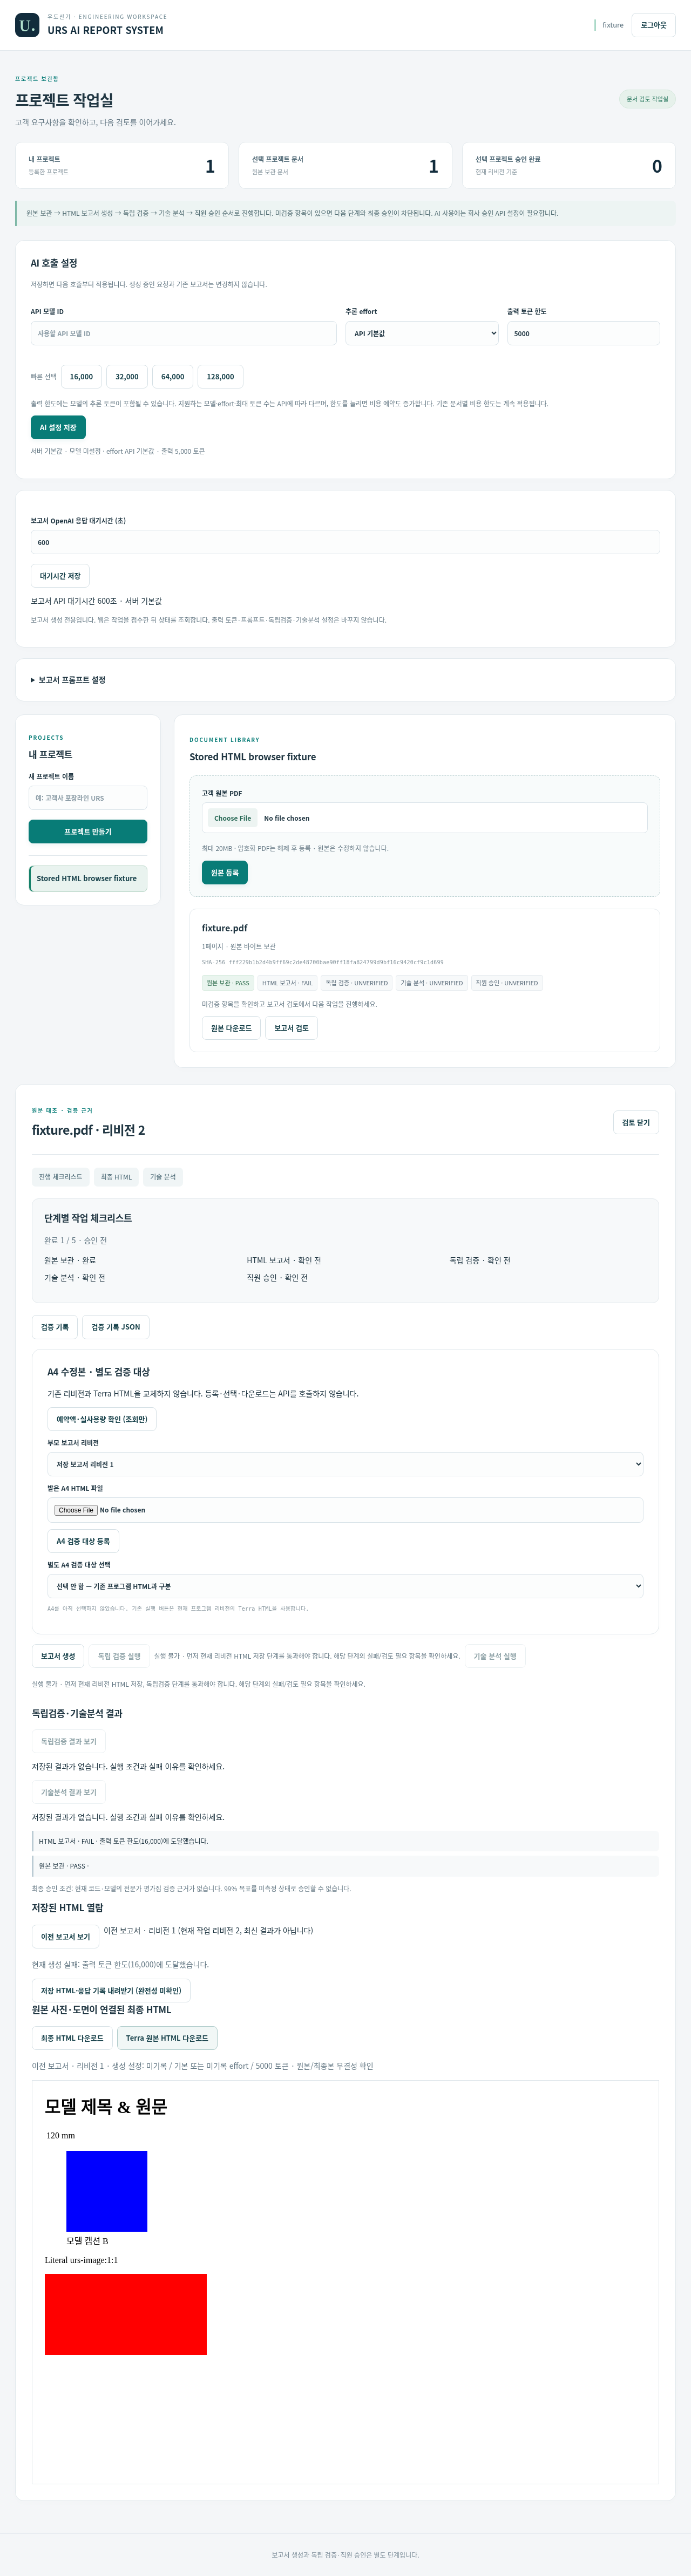 U.
우도선기 · ENGINEERING WORKSPACE
URS AI REPORT SYSTEM
fixture
로그아웃
프로젝트 보관함
프로젝트 작업실
고객 요구사항을 확인하고, 다음 검토를 이어가세요.
문서 검토 작업실
내 프로젝트
등록한 프로젝트
1
선택 프로젝트 문서
원본 보관 문서
1
선택 프로젝트 승인 완료
현재 리비전 기준
0
원본 보관 → HTML 보고서 생성 → 독립 검증 → 기술 분석 → 직원 승인 순서로 진행합니다. 미검증 항목이 있으면 다음 단계와 최종 승인이 차단됩니다. AI 사용에는 회사 승인 API 설정이 필요합니다.
AI 호출 설정
저장하면 다음 호출부터 적용됩니다. 생성 중인 요청과 기존 보고서는 변경하지 않습니다.
API 모델 ID
사용할 API 모델 ID
추론 effort
API 기본값
출력 토큰 한도
5000
빠른 선택
16,000
32,000
64,000
128,000
출력 한도에는 모델의 추론 토큰이 포함될 수 있습니다. 지원하는 모델·effort·최대 토큰 수는 API에 따라 다르며, 한도를 늘리면 비용 예약도 증가합니다. 기존 문서별 비용 한도는 계속 적용됩니다.
AI 설정 저장
서버 기본값 · 모델 미설정 · effort API 기본값 · 출력 5,000 토큰
보고서 OpenAI 응답 대기시간 (초)
600
대기시간 저장
보고서 API 대기시간 600초 · 서버 기본값
보고서 생성 전용입니다. 웹은 작업을 접수한 뒤 상태를 조회합니다. 출력 토큰·프롬프트·독립검증·기술분석 설정은 바꾸지 않습니다.
▶ 보고서 프롬프트 설정
PROJECTS
내 프로젝트
새 프로젝트 이름
예: 고객사 포장라인 URS
프로젝트 만들기
Stored HTML browser fixture
DOCUMENT LIBRARY
Stored HTML browser fixture
고객 원본 PDF
Choose File No file chosen
최대 20MB · 암호화 PDF는 해제 후 등록 · 원본은 수정하지 않습니다.
원본 등록
fixture.pdf
1페이지 · 원본 바이트 보관
원본 보관 · PASS
HTML 보고서 · FAIL
독립 검증 · UNVERIFIED
기술 분석 · UNVERIFIED
직원 승인 · UNVERIFIED
미검증 항목을 확인하고 보고서 검토에서 다음 작업을 진행하세요.
원본 다운로드
보고서 검토
원문 대조 · 검증 근거
fixture.pdf · 리비전 2
검토 닫기
진행 체크리스트
최종 HTML
기술 분석
단계별 작업 체크리스트
완료 1 / 5 · 승인 전
원본 보관 · 완료
HTML 보고서 · 확인 전
독립 검증 · 확인 전
기술 분석 · 확인 전
직원 승인 · 확인 전
검증 기록
검증 기록 JSON
A4 수정본 · 별도 검증 대상
기존 리비전과 Terra HTML을 교체하지 않습니다. 등록·선택·다운로드는 API를 호출하지 않습니다.
예약액·실사용량 확인 (조회만)
부모 보고서 리비전
저장 보고서 리비전 1
받은 A4 HTML 파일
Choose File No file chosen
A4 검증 대상 등록
별도 A4 검증 대상 선택
선택 안 함 — 기존 프로그램 HTML과 구분
A4를 아직 선택하지 않았습니다. 기존 실행 버튼은 현재 프로그램 리비전의 Terra HTML을 사용합니다.
보고서 생성
독립 검증 실행
실행 불가 · 먼저 현재 리비전 HTML 저장 단계를 통과해야 합니다. 해당 단계의 실패/검토 필요 항목을 확인하세요.
기술 분석 실행
실행 불가 · 먼저 현재 리비전 HTML 저장, 독립검증 단계를 통과해야 합니다. 해당 단계의 실패/검토 필요 항목을 확인하세요.
독립검증·기술분석 결과
독립검증 결과 보기
저장된 결과가 없습니다. 실행 조건과 실패 이유를 확인하세요.
기술분석 결과 보기
저장된 결과가 없습니다. 실행 조건과 실패 이유를 확인하세요.
HTML 보고서 · FAIL · 출력 토큰 한도(16,000)에 도달했습니다.
원본 보관 · PASS ·
최종 승인 조건: 현재 코드·모델의 전문가 평가점 검증 근거가 없습니다. 99% 목표를 미측정 상태로 승인할 수 없습니다.
저장된 HTML 열람
이전 보고서 보기
이전 보고서 · 리비전 1 (현재 작업 리비전 2, 최신 결과가 아닙니다)
현재 생성 실패: 출력 토큰 한도(16,000)에 도달했습니다.
저장 HTML·응답 기록 내려받기 (완전성 미확인)
원본 사진·도면이 연결된 최종 HTML
최종 HTML 다운로드
Terra 원본 HTML 다운로드
이전 보고서 · 리비전 1 · 생성 설정: 미기록 / 기본 또는 미기록 effort / 5000 토큰 · 원본/최종본 무결성 확인
모델 제목 & 원문
120 mm
모델 캡션 B
Literal urs-image:1:1
보고서 생성과 독립 검증·직원 승인은 별도 단계입니다.